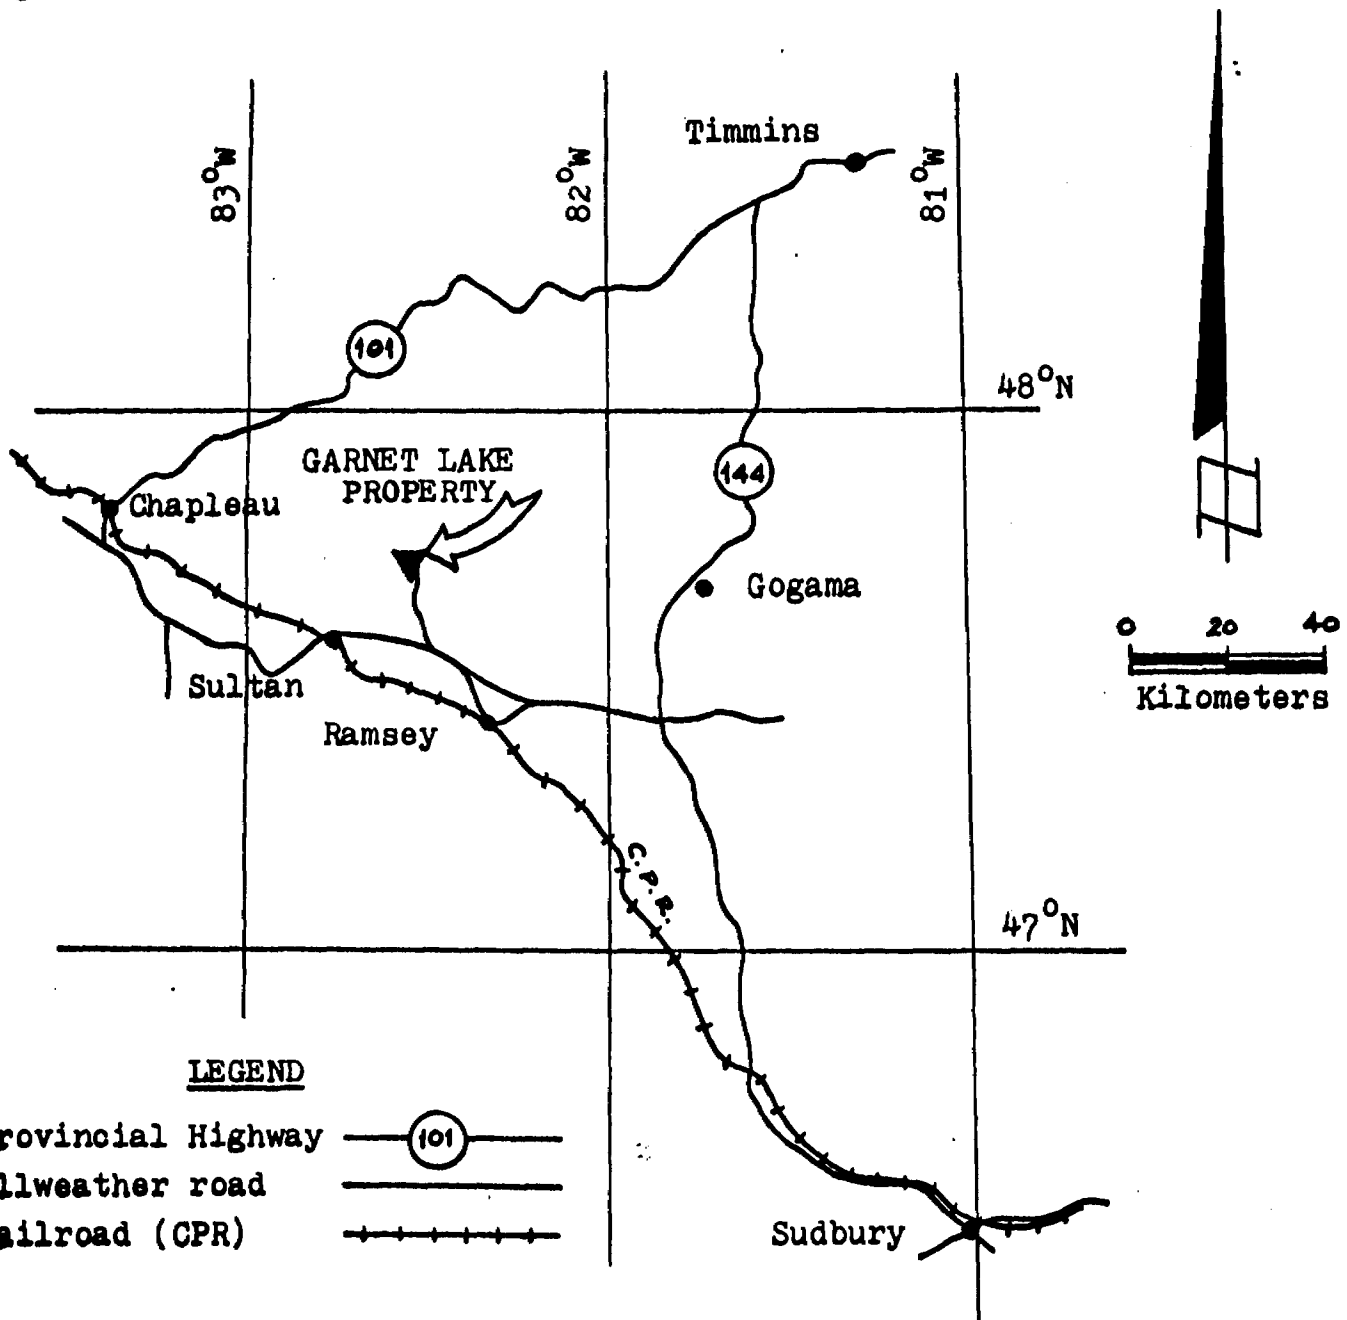 Timmins
83°W
82°W
81°W
101
48°N
GARNET LAKE
PROPERTY
144
Chapleau
Gogama
0 20 40
Kilometers
Sultan
Ramsey
C.P.R.
47°N
LEGEND
rovincial Highway 101
llweather road
ailroad (CPR)
Sudbury